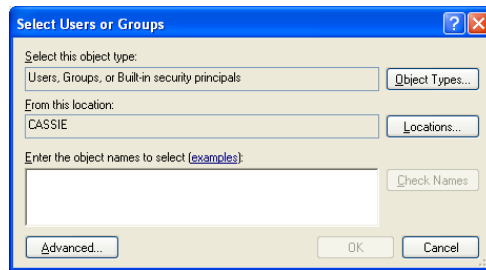 Select Users or Groups
Select this object type:
Users, Groups, or Built-in security principals
Object Types...
From this location:
CASSIE
Locations...
Enter the object names to select (examples):
Check Names
Advanced...
OK
Cancel